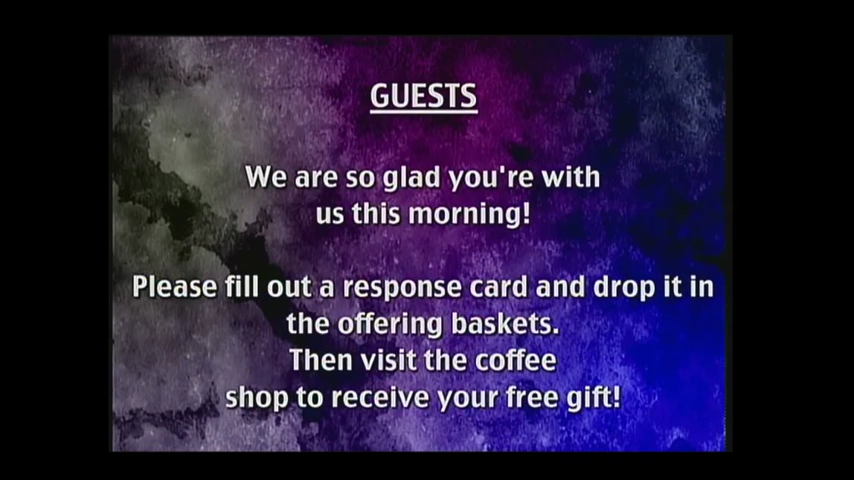 GUESTS
We are so glad you're with
us this morning!
Please fill out a response card and drop it in
the offering baskets.
Then visit the coffee
shop to receive your free gift!